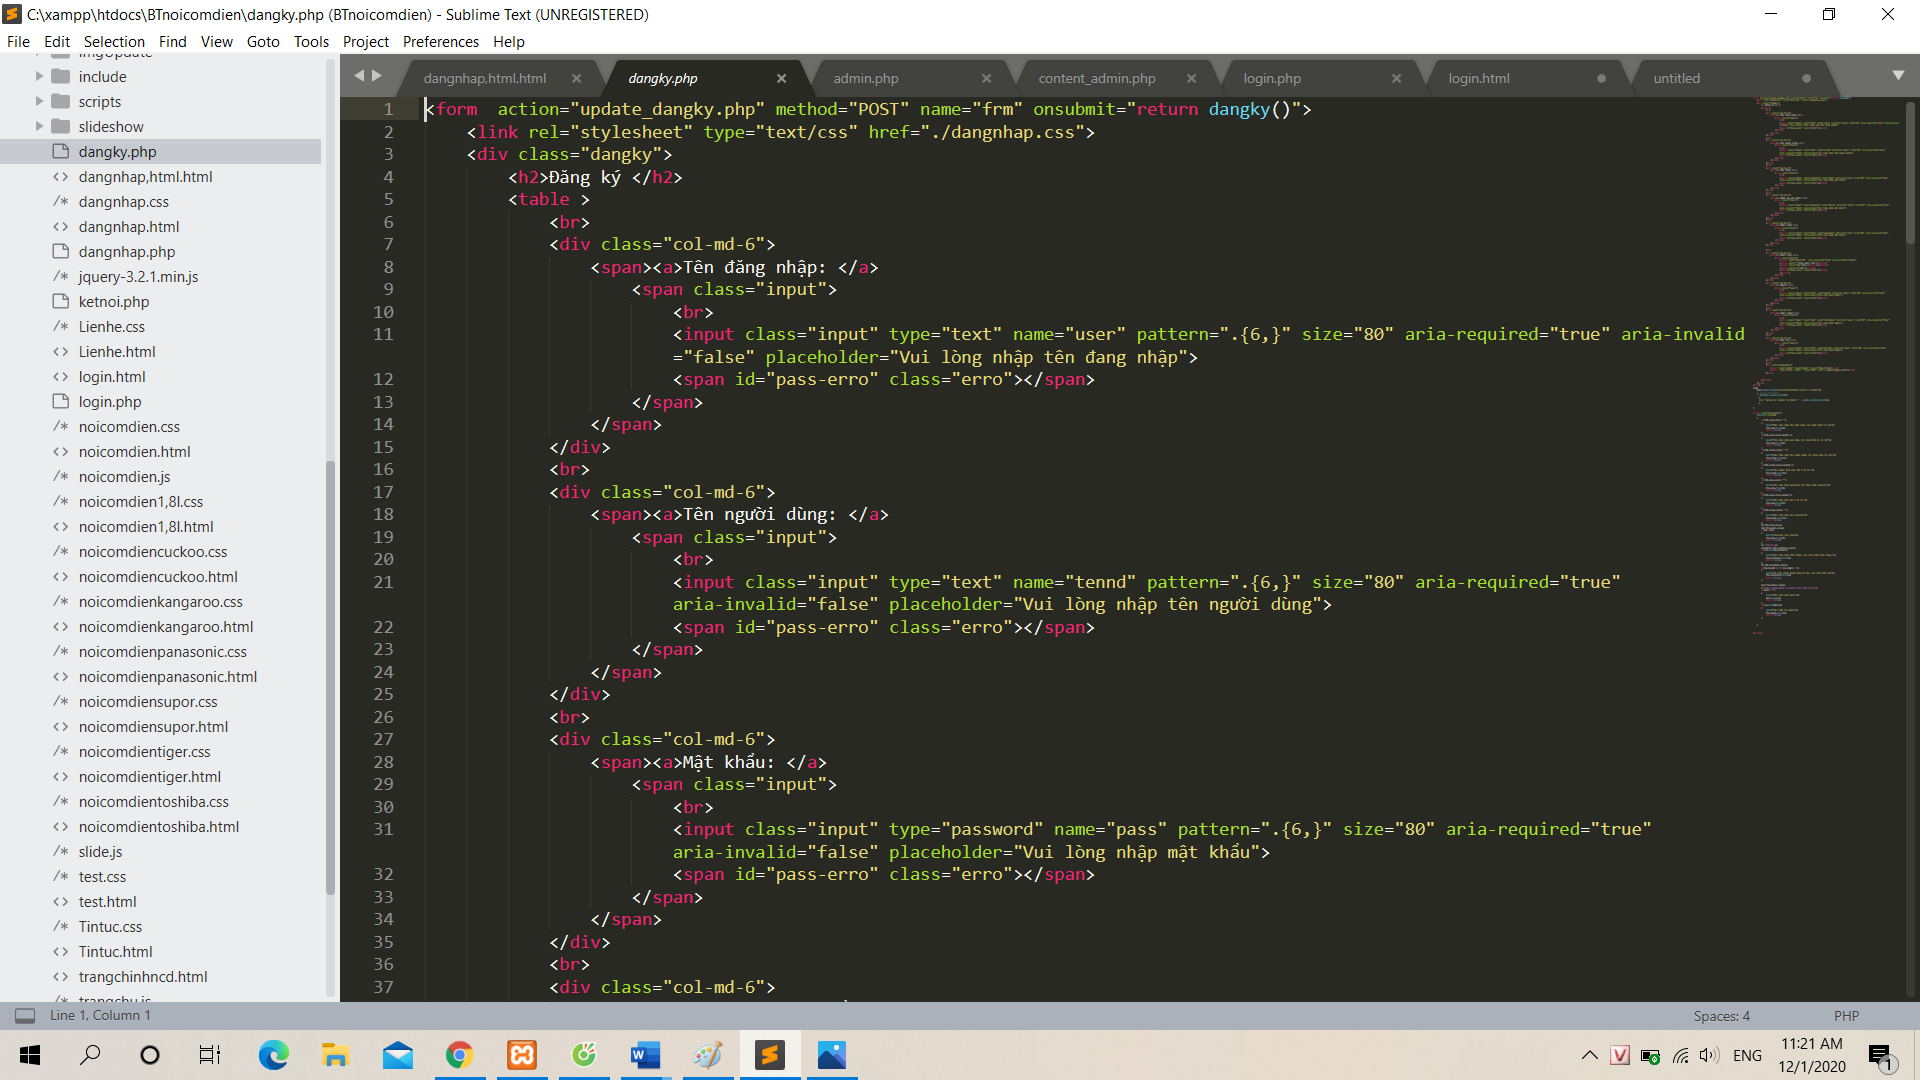 C:\xampp\htdocs\BTnoicomdien\dangky.php (BTnoicomdien) - Sublime Text (UNREGISTERED)
File Edit Selection Find View Goto Tools Project Preferences Help
imgopdate
include
scripts
slideshow
dangky.php
dangnhap,html.html
dangnhap.css
dangnhap.html
dangnhap.php
jquery-3.2.1.min.js
ketnoi.php
Lienhe.css
Lienhe.html
login.html
login.php
noicomdien.css
noicomdien.html
noicomdien.js
noicomdien1,8l.css
noicomdien1,8l.html
noicomdiencuckoo.css
noicomdiencuckoo.html
noicomdienkangaroo.css
noicomdienkangaroo.html
noicomdienpanasonic.css
noicomdienpanasonic.html
noicomdiensupor.css
noicomdiensupor.html
noicomdientiger.css
noicomdientiger.html
noicomdientoshiba.css
noicomdientoshiba.html
slide.js
test.css
test.html
Tintuc.css
Tintuc.html
trangchinhncd.html
trangchu.js
dangnhap,html.html dangky.php admin.php content_admin.php login.php login.html untitled
1 <form  action="update_dangky.php" method="POST" name="frm" onsubmit="return dangky()">
2 <link rel="stylesheet" type="text/css" href="./dangnhap.css">
3 <div class="dangky">
4 <h2>Đăng ký </h2>
5 <table >
6 <br>
7 <div class="col-md-6">
8 <span><a>Tên đăng nhập: </a>
9 <span class="input">
10 <br>
11 <input class="input" type="text" name="user" pattern=".{6,}" size="80" aria-required="true" aria-invalid
="false" placeholder="Vui lòng nhập tên đang nhập">
12 <span id="pass-erro" class="erro"></span>
13 </span>
14 </span>
15 </div>
16 <br>
17 <div class="col-md-6">
18 <span><a>Tên người dùng: </a>
19 <span class="input">
20 <br>
21 <input class="input" type="text" name="tennd" pattern=".{6,}" size="80" aria-required="true"
aria-invalid="false" placeholder="Vui lòng nhập tên người dùng">
22 <span id="pass-erro" class="erro"></span>
23 </span>
24 </span>
25 </div>
26 <br>
27 <div class="col-md-6">
28 <span><a>Mật khẩu: </a>
29 <span class="input">
30 <br>
31 <input class="input" type="password" name="pass" pattern=".{6,}" size="80" aria-required="true"
aria-invalid="false" placeholder="Vui lòng nhập mật khẩu">
32 <span id="pass-erro" class="erro"></span>
33 </span>
34 </span>
35 </div>
36 <br>
37 <div class="col-md-6">
Line 1, Column 1 Spaces: 4 PHP
ENG 11:21 AM
12/1/2020 1